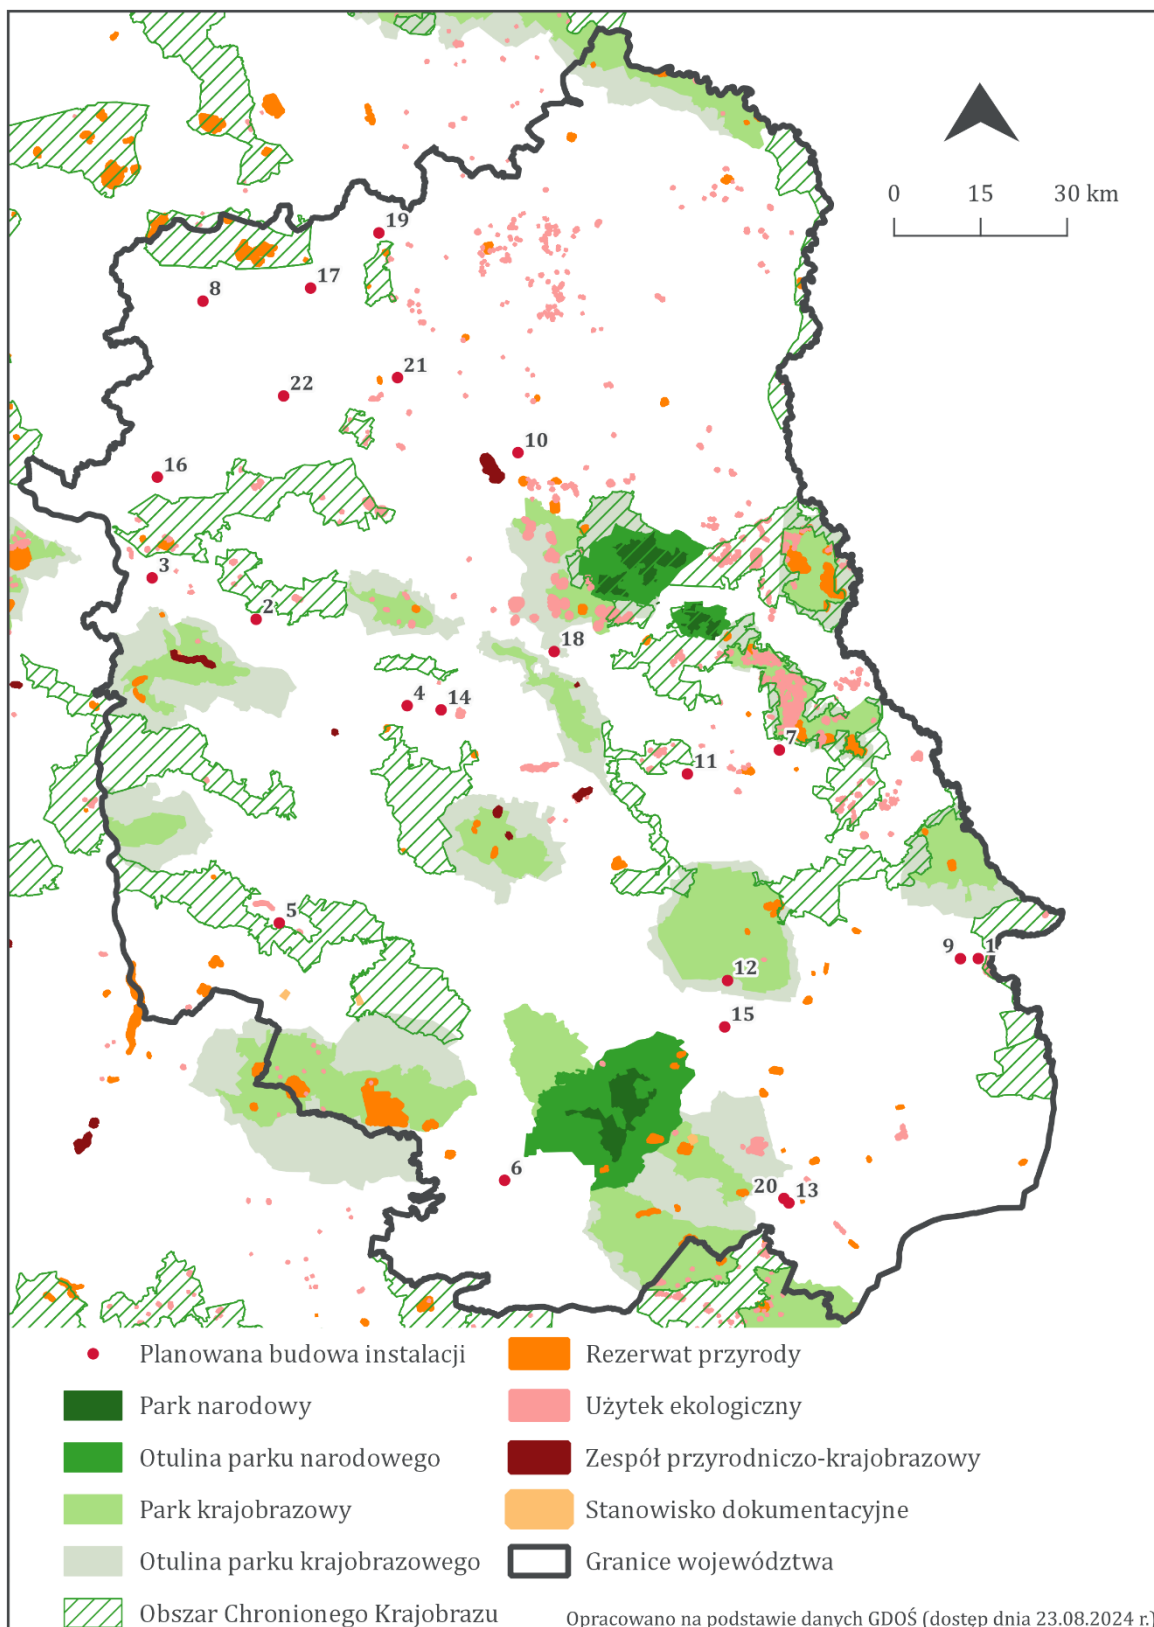 0 15 30 km
19
17
8
21
22
10
16
3
2
18
4
14
7
11
5
9
1
12
15
6
20
13
Planowana budowa instalacji
Park narodowy
Otulina parku narodowego
Park krajobrazowy
Otulina parku krajobrazowego
Obszar Chronionego Krajobrazu
Rezerwat przyrody
Użytek ekologiczny
Zespół przyrodniczo-krajobrazowy
Stanowisko dokumentacyjne
Granice województwa
Opracowano na podstawie danych GDOŚ (dostęp dnia 23.08.2024 r.)